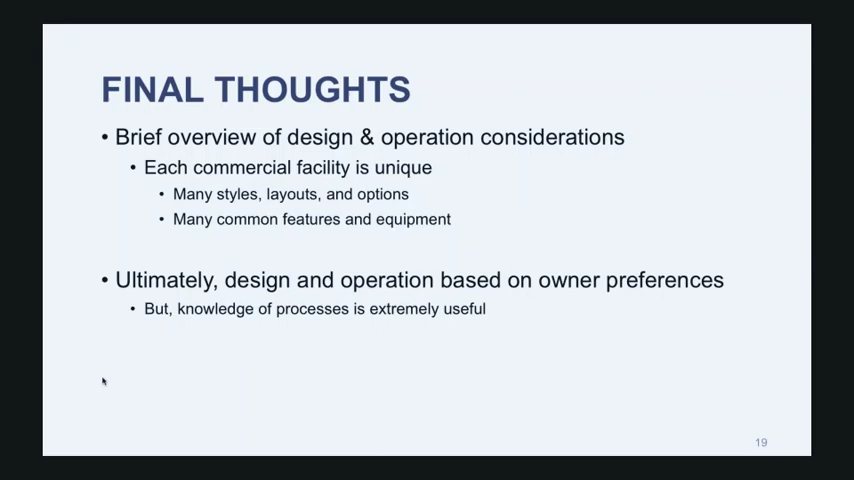 FINAL THOUGHTS
• Brief overview of design & operation considerations
• Each commercial facility is unique
• Many styles, layouts, and options
• Many common features and equipment
• Ultimately, design and operation based on owner preferences
• But, knowledge of processes is extremely useful
19